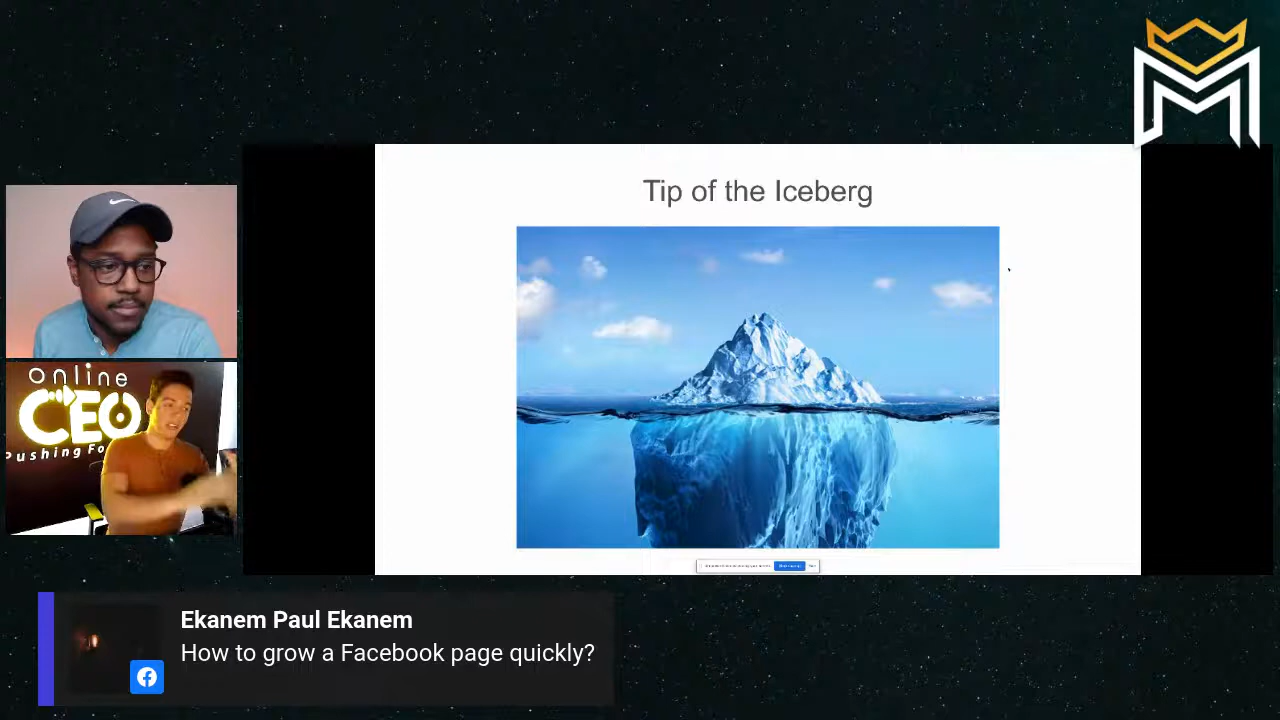 Tip of the Iceberg
online
CEO
Pushing Fo
Ekanem Paul Ekanem
How to grow a Facebook page quickly?